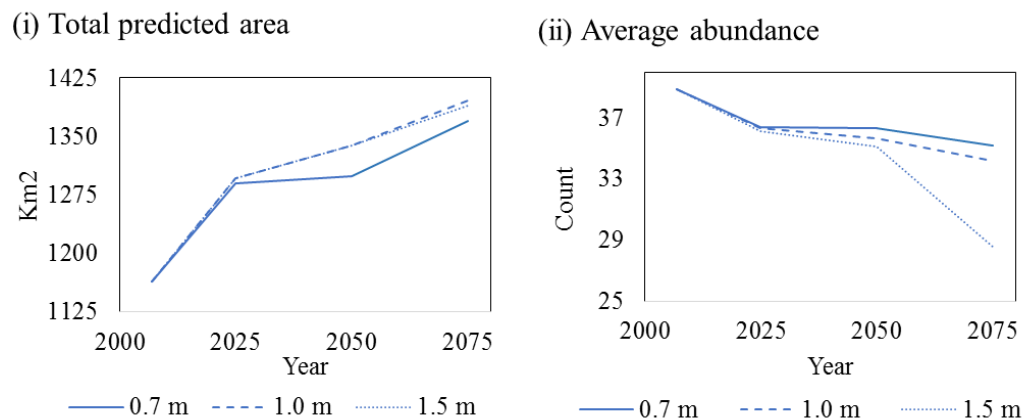 (i) Total predicted area
1425
1350
1275
1200
1125
Km2
2000 2025 2050 2075
Year
0.7 m 1.0 m 1.5 m
(ii) Average abundance
37
33
29
25
Count
2000 2025 2050 2075
Year
0.7 m 1.0 m 1.5 m